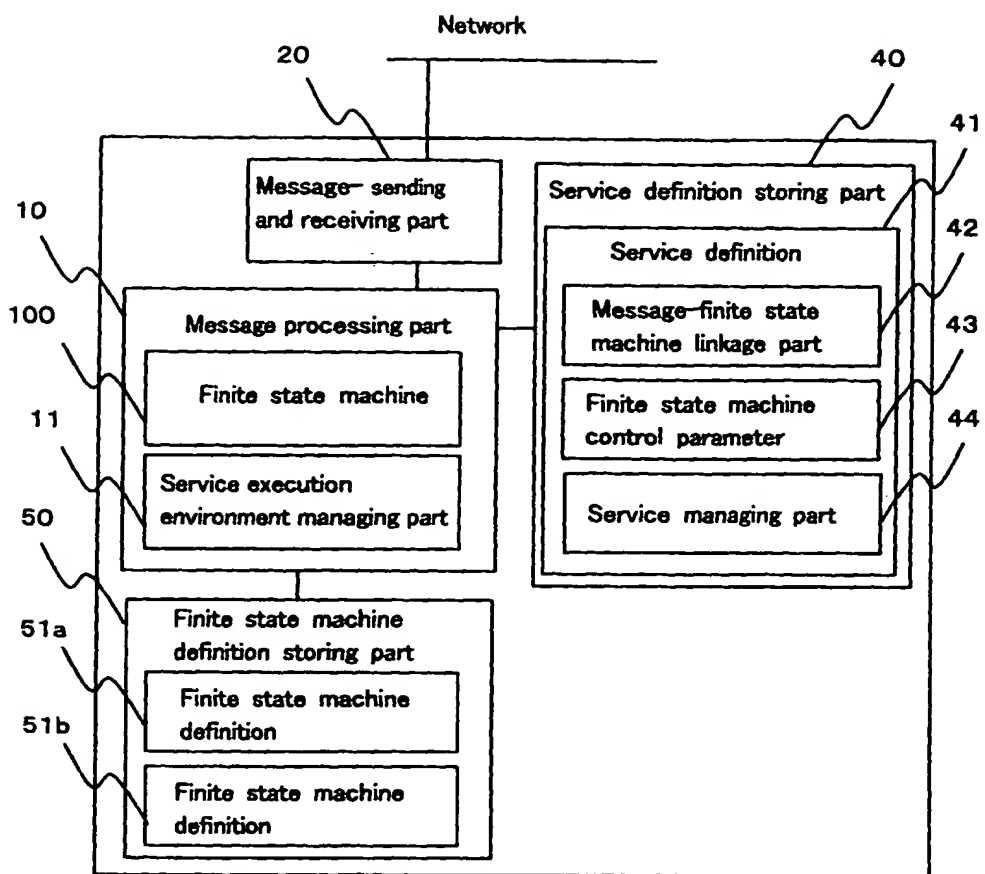 Network
20
40
41
Message-sending
and receiving part
Service definition storing part
10
42
Service definition
100
Message processing part
Message-finite state
machine linkage part
43
Finite state machine
Finite state machine
control parameter
44
11
Service execution
environment managing part
Service managing part
50
Finite state machine
definition storing part
51a
Finite state machine
definition
51b
Finite state machine
definition